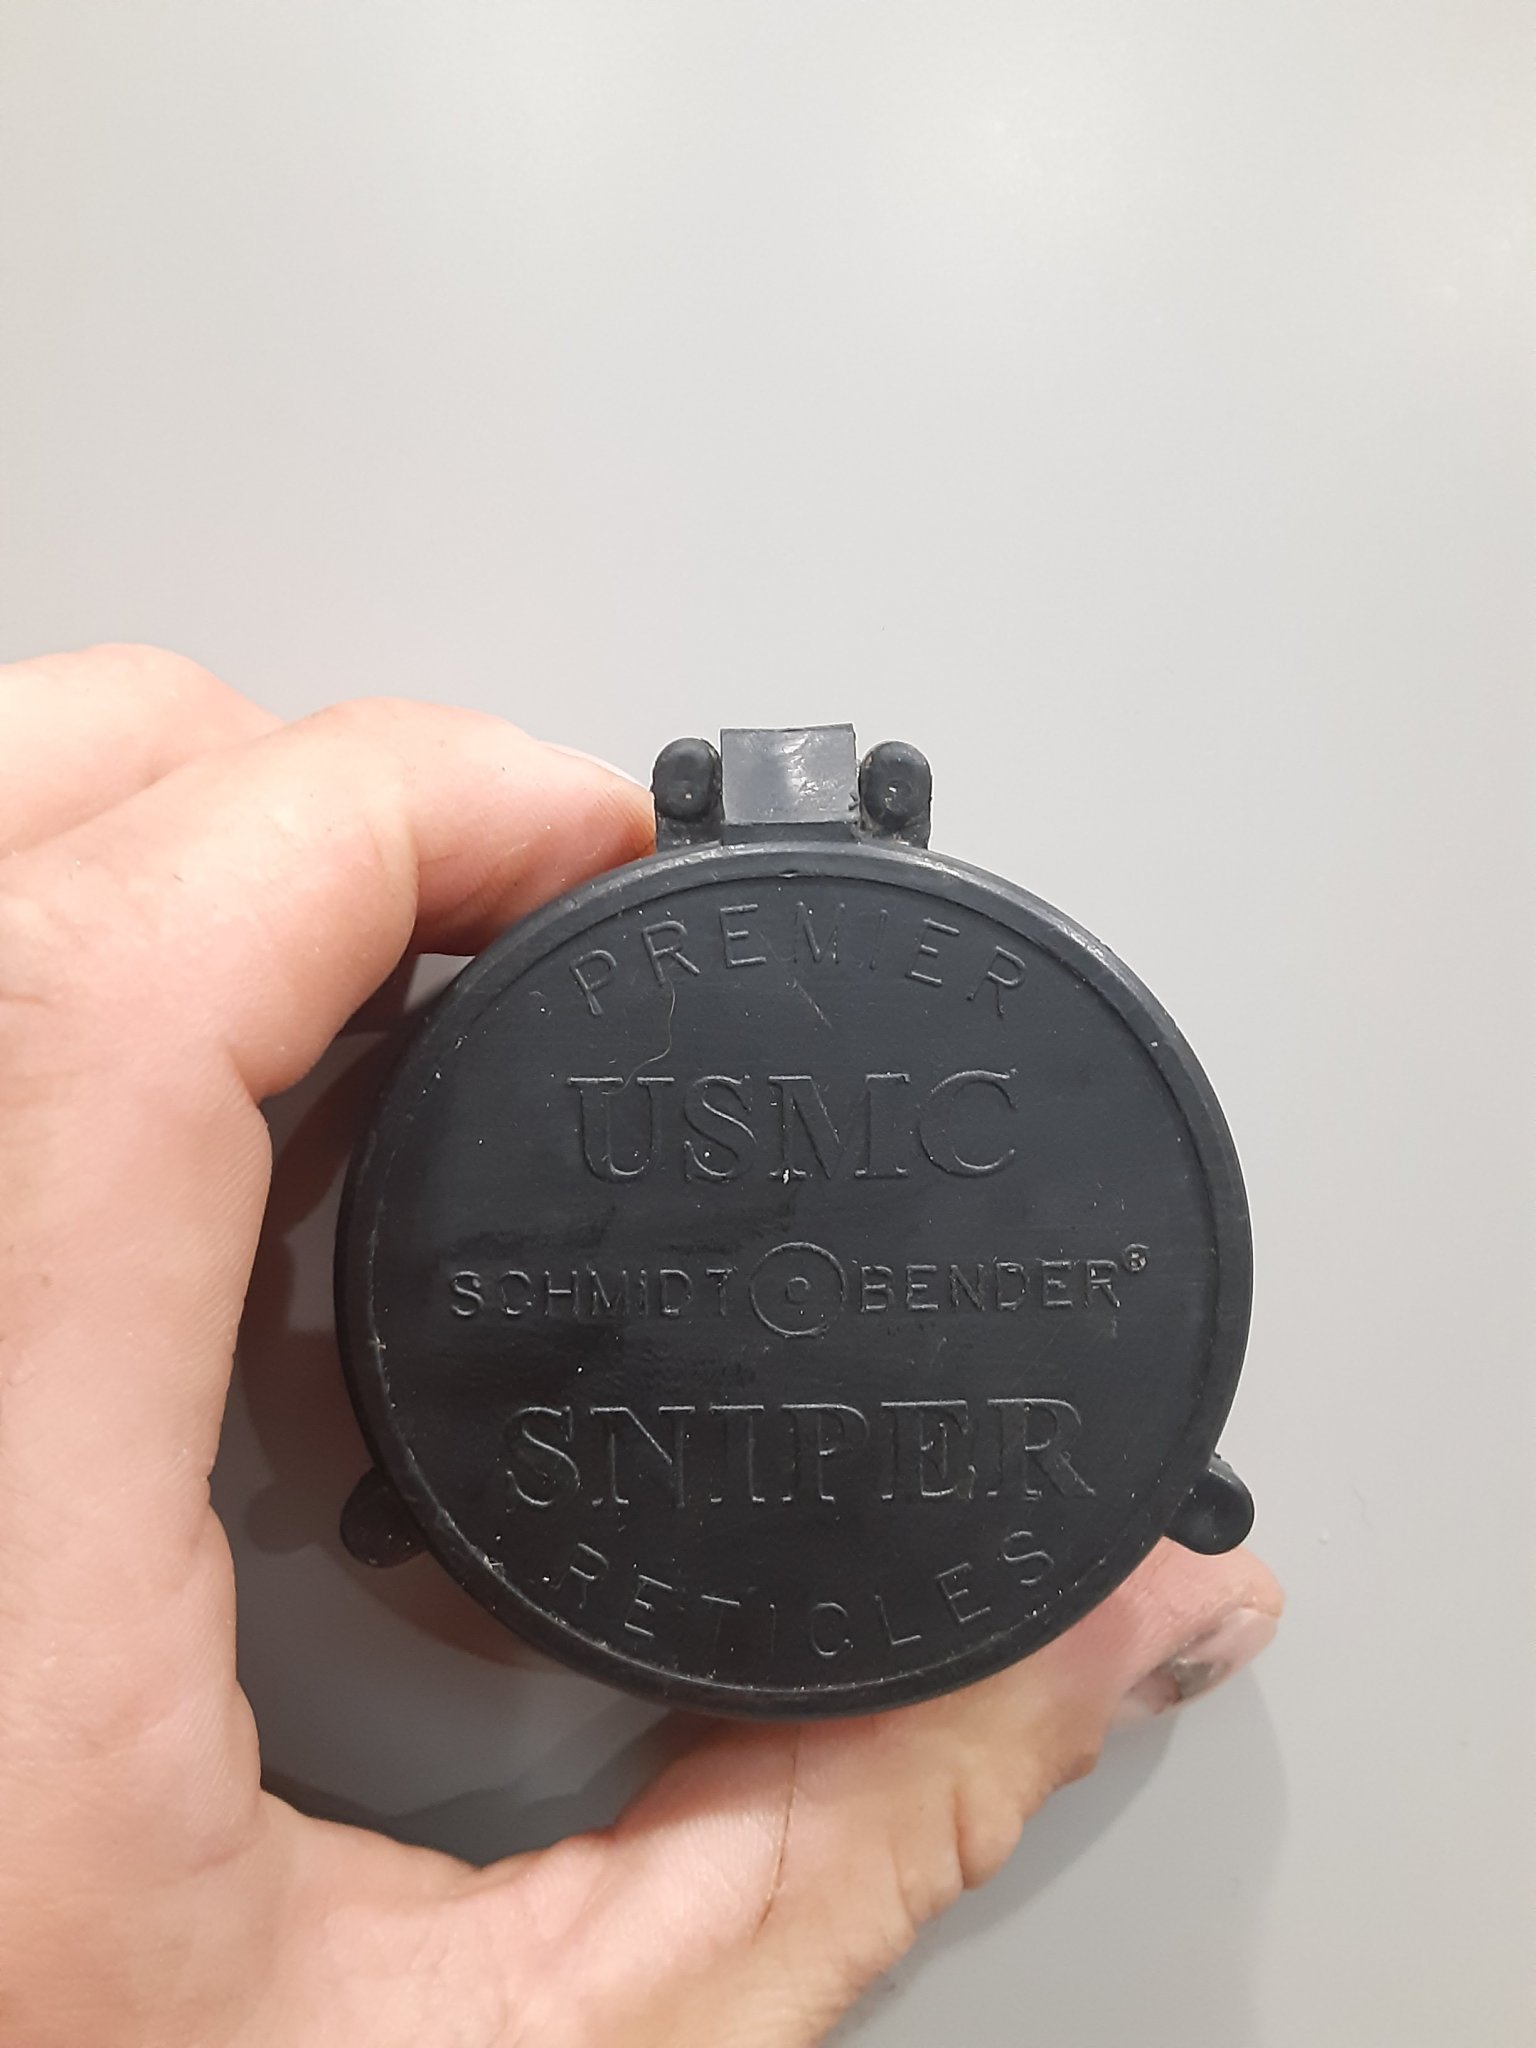 PREMIER
USMC
SCHMIDT © BENDER®
SNIPER
RETICLES